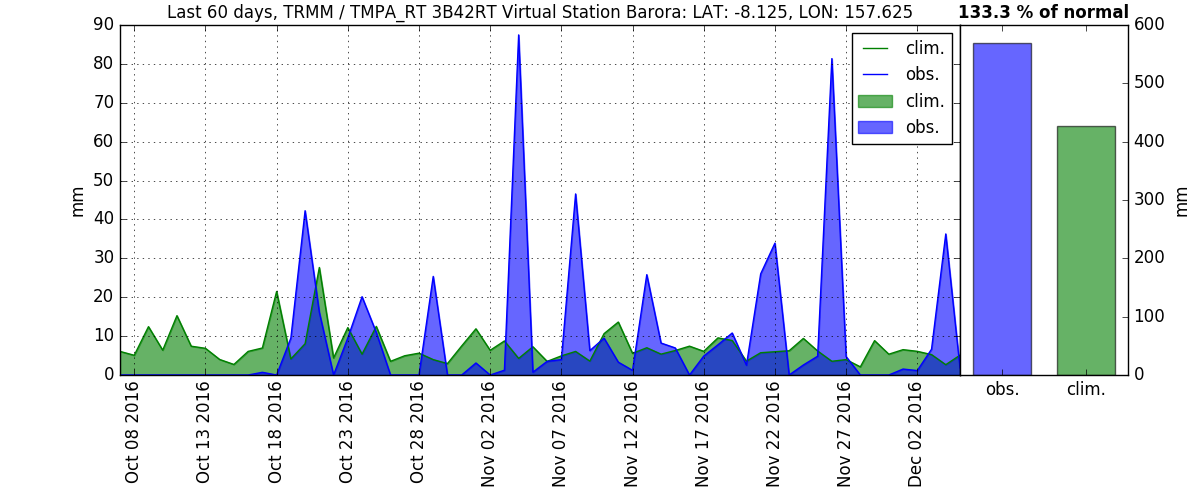 Last 60 days, TRMM / TMPA_RT 3B42RT Virtual Station Barora: LAT: -8.125, LON: 157.625
133.3 % of normal
90
80
70
60
50
40
30
20
10
0
mm
clim.
obs.
clim.
obs.
Oct 08 2016
Oct 13 2016
Oct 18 2016
Oct 23 2016
Oct 28 2016
Nov 02 2016
Nov 07 2016
Nov 12 2016
Nov 17 2016
Nov 22 2016
Nov 27 2016
Dec 02 2016
600
500
400
300
200
100
0
mm
obs.
clim.